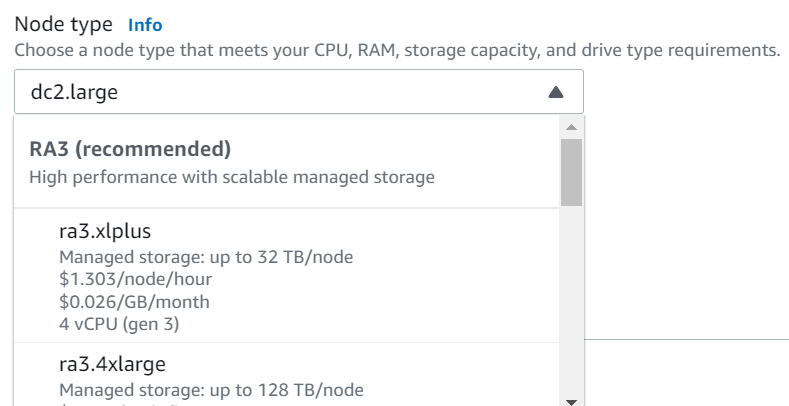 Node type Info
Choose a node type that meets your CPU, RAM, storage capacity, and drive type requirements.
dc2.large
RA3 (recommended)
High performance with scalable managed storage
ra3.xlplus
Managed storage: up to 32 TB/node
$1.303/node/hour
$0.026/GB/month
4 vCPU (gen 3)
ra3.4xlarge
Managed storage: up to 128 TB/node